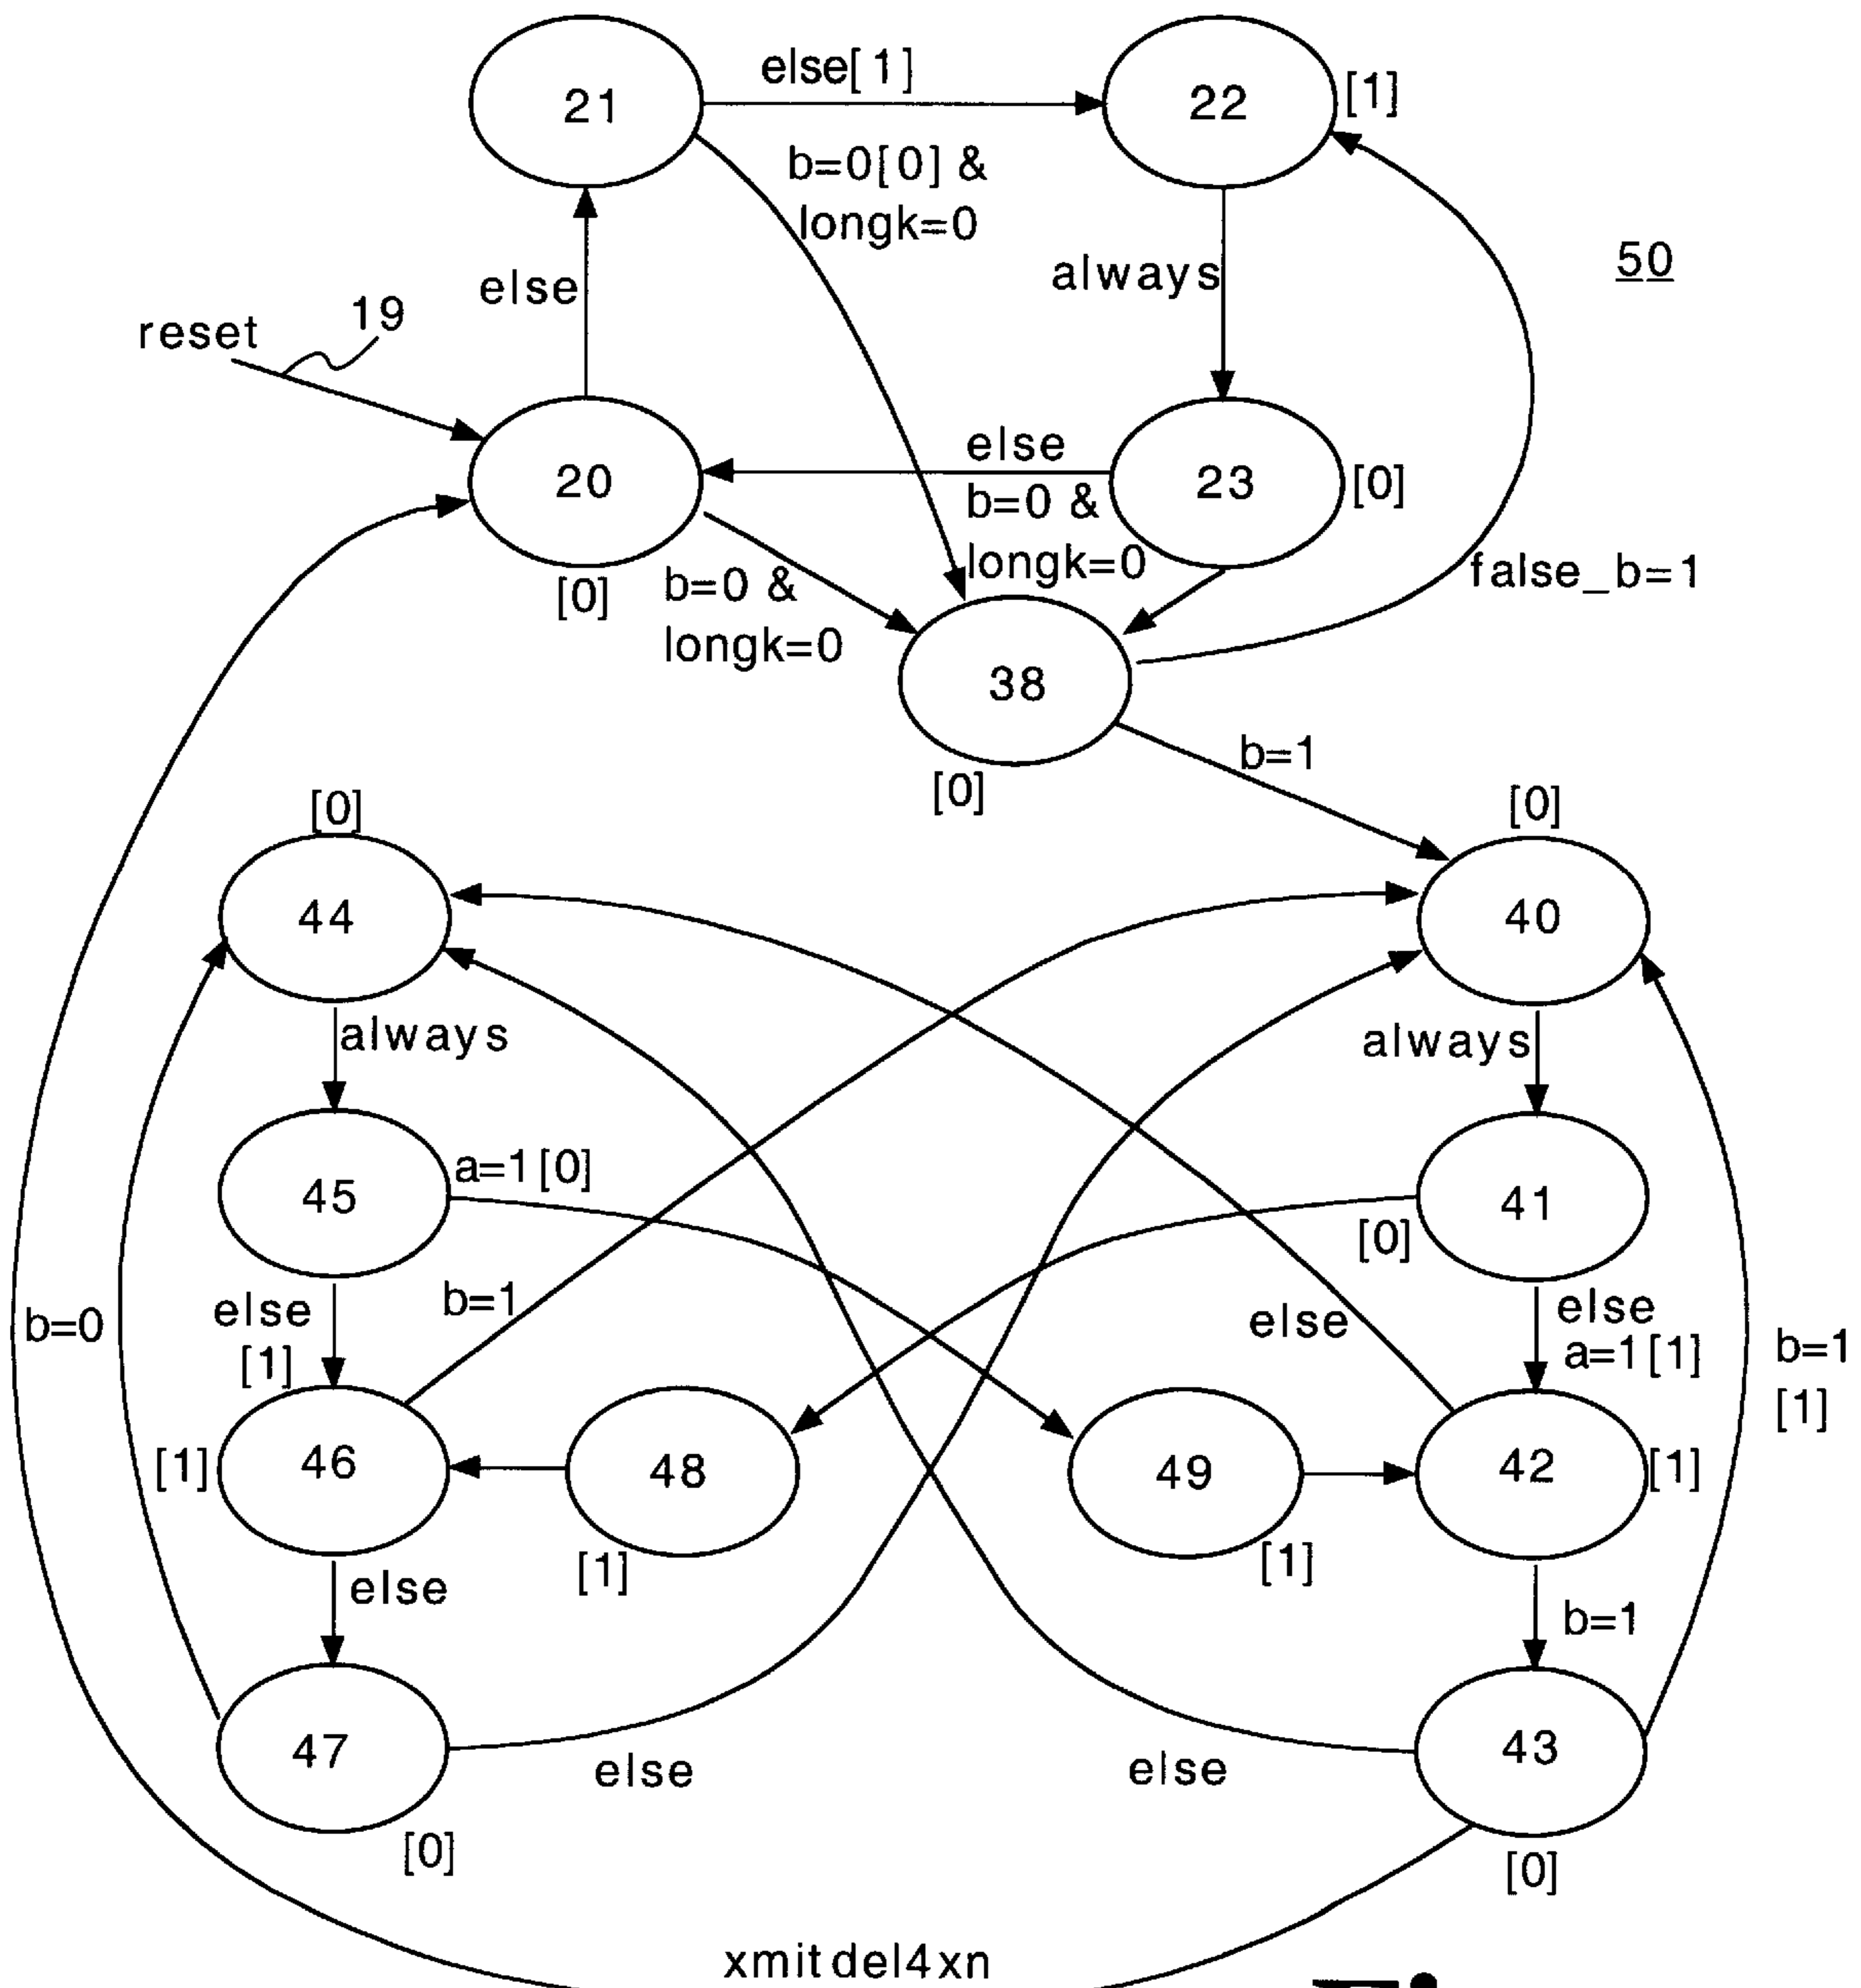 21
else[1]
22
[1]
b=0[0] &
longk=0
50
always
else
19
reset
else
20
23
[0]
b=0 &
longk=0
[0]
b=0 &
longk=0
false_b=1
38
[0]
b=1
[0]
[0]
44
40
always
always
45
a=1[0]
41
[0]
else
[1]
b=1
else
else
a=1[1]
b=0
b=1
[1]
[1]
46
48
49
42
[1]
[1]
[1]
else
b=1
47
else
else
43
[0]
[0]
xmitdel4xn